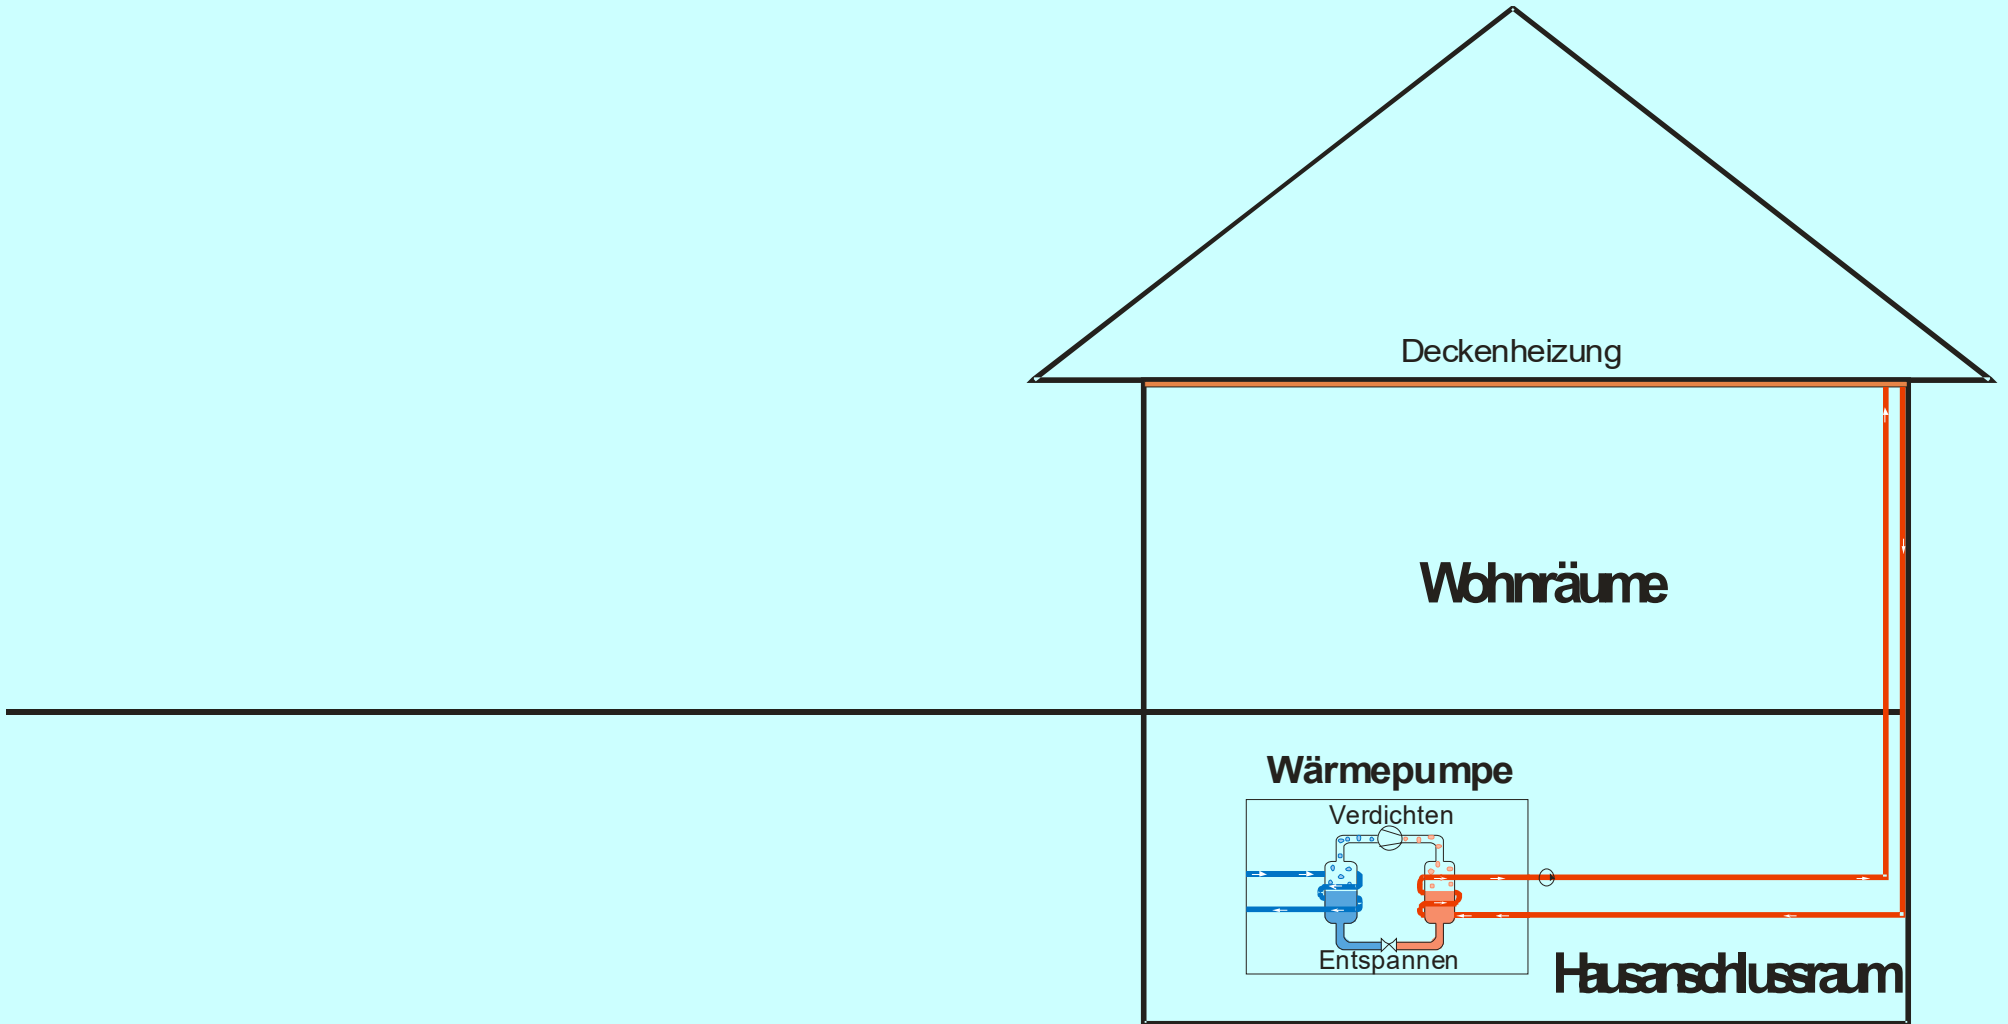 Deckenheizung
Wohnräume
Wärmepumpe
Verdichten
Entspannen
Hausanschlussraum